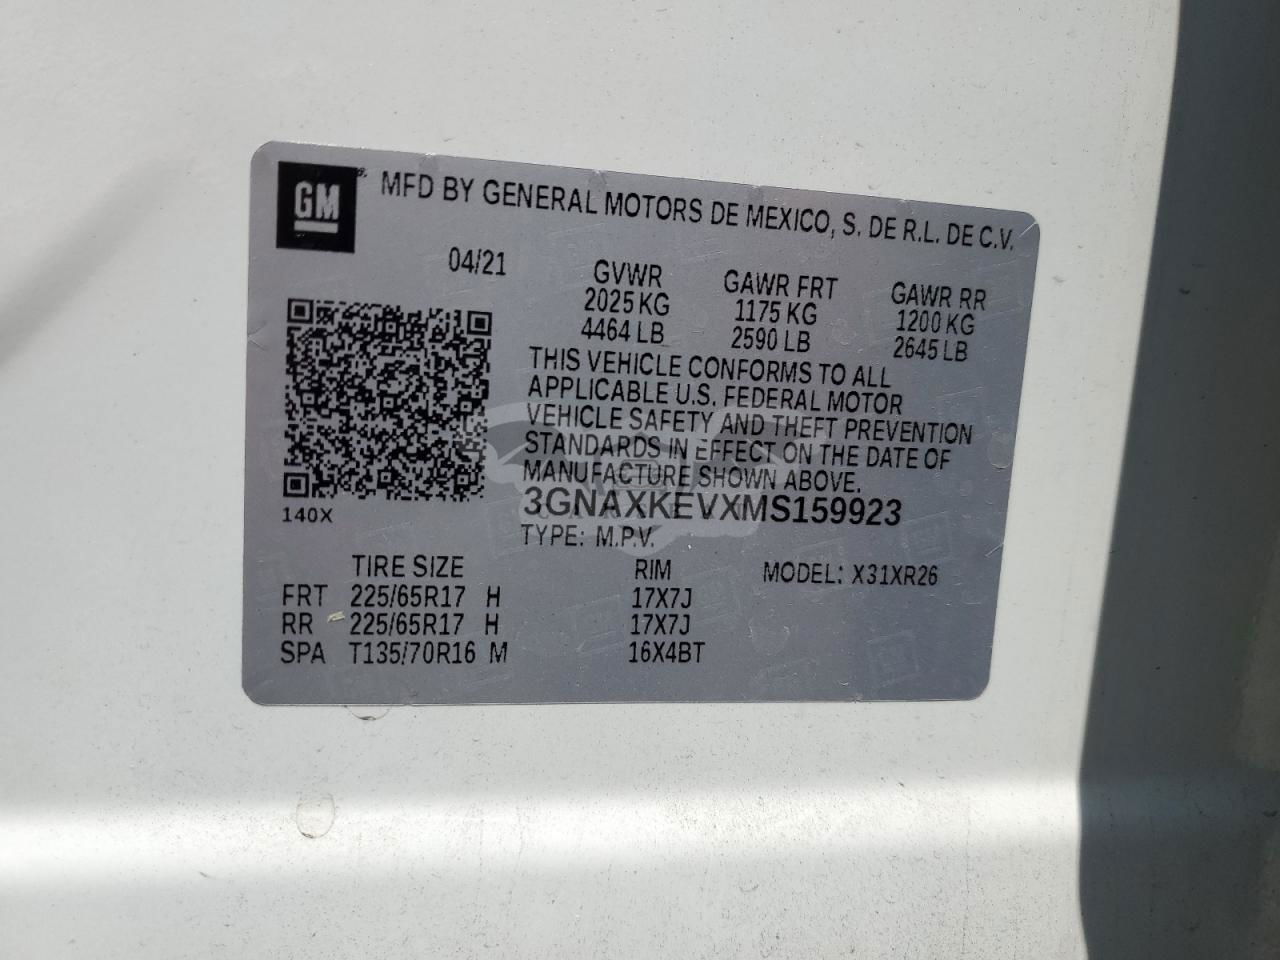 GM
MFD BY GENERAL MOTORS DE MEXICO, S. DE R.L. DE C.V.
04/21
GVWR GAWR FRT GAWR RR
2025 KG 1175 KG 1200 KG
4464 LB 2590 LB 2645 LB
THIS VEHICLE CONFORMS TO ALL
APPLICABLE U.S. FEDERAL MOTOR
VEHICLE SAFETY AND THEFT PREVENTION
STANDARDS IN EFFECT ON THE DATE OF
MANUFACTURE SHOWN ABOVE.
140X
3GNAXKEVXMS159923
TYPE: M.P.V.
TIRE SIZE RIM MODEL: X31XR26
FRT 225/65R17 H 17X7J
RR 225/65R17 H 17X7J
SPA T135/70R16 M 16X4BT